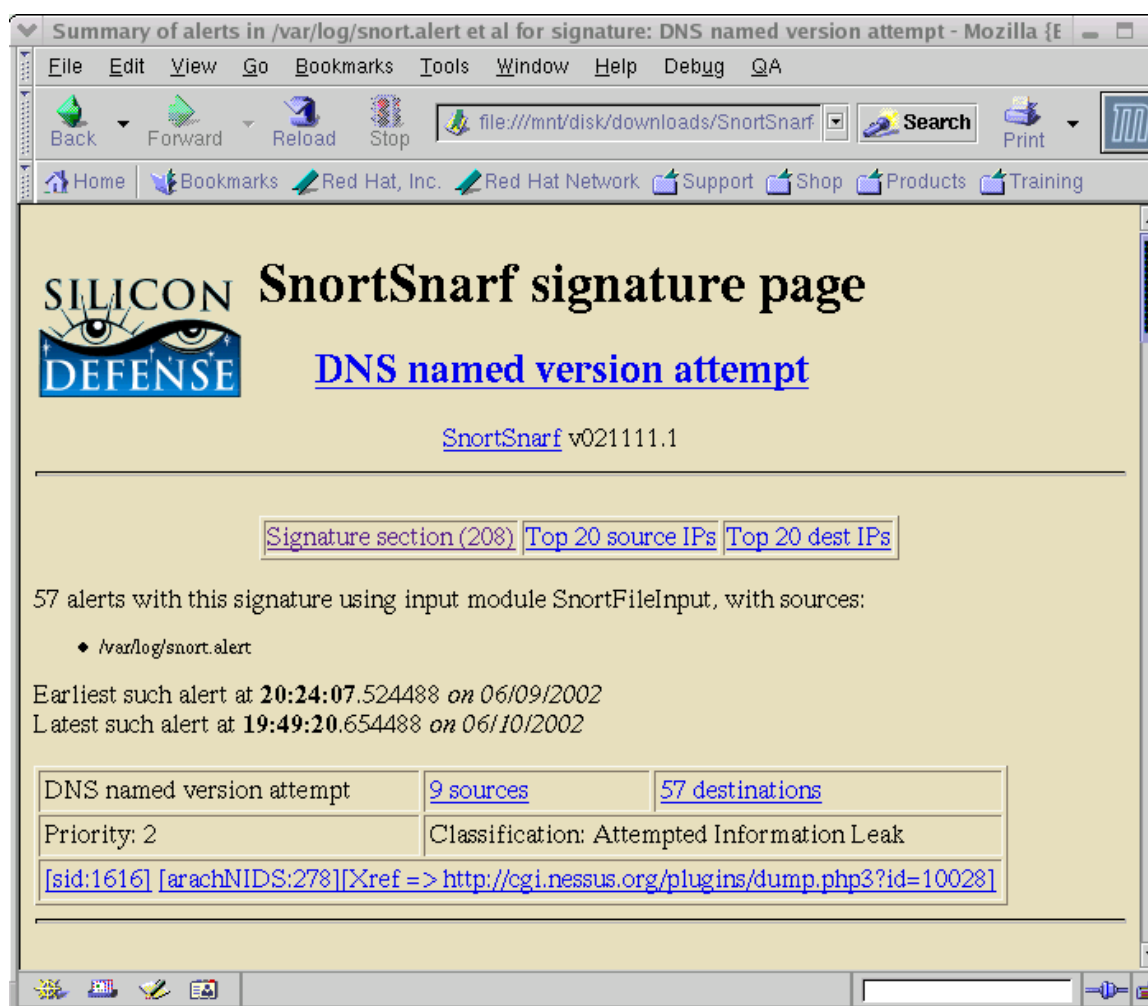 Summary of alerts in /var/log/snort.alert et al for signature: DNS named version attempt - Mozilla {
File Edit View Go Bookmarks Tools Window Help Debug QA
Back Forward Reload Stop file:///mnt/disk/downloads/SnortSnarf Search Print
Home Bookmarks Red Hat, Inc. Red Hat Network Support Shop Products Training
SILICON DEFENSE
SnortSnarf signature page
DNS named version attempt
SnortSnarf v021111.1
Signature section (208) Top 20 source IPs Top 20 dest IPs
57 alerts with this signature using input module SnortFileInput, with sources:
/var/log/snort.alert
Earliest such alert at 20:24:07.524488 on 06/09/2002
Latest such alert at 19:49:20.654488 on 06/10/2002
DNS named version attempt 9 sources 57 destinations
Priority: 2 Classification: Attempted Information Leak
[sid:1616] [arachNIDS:278][Xref => http://cgi.nessus.org/plugins/dump.php3?id=10028]